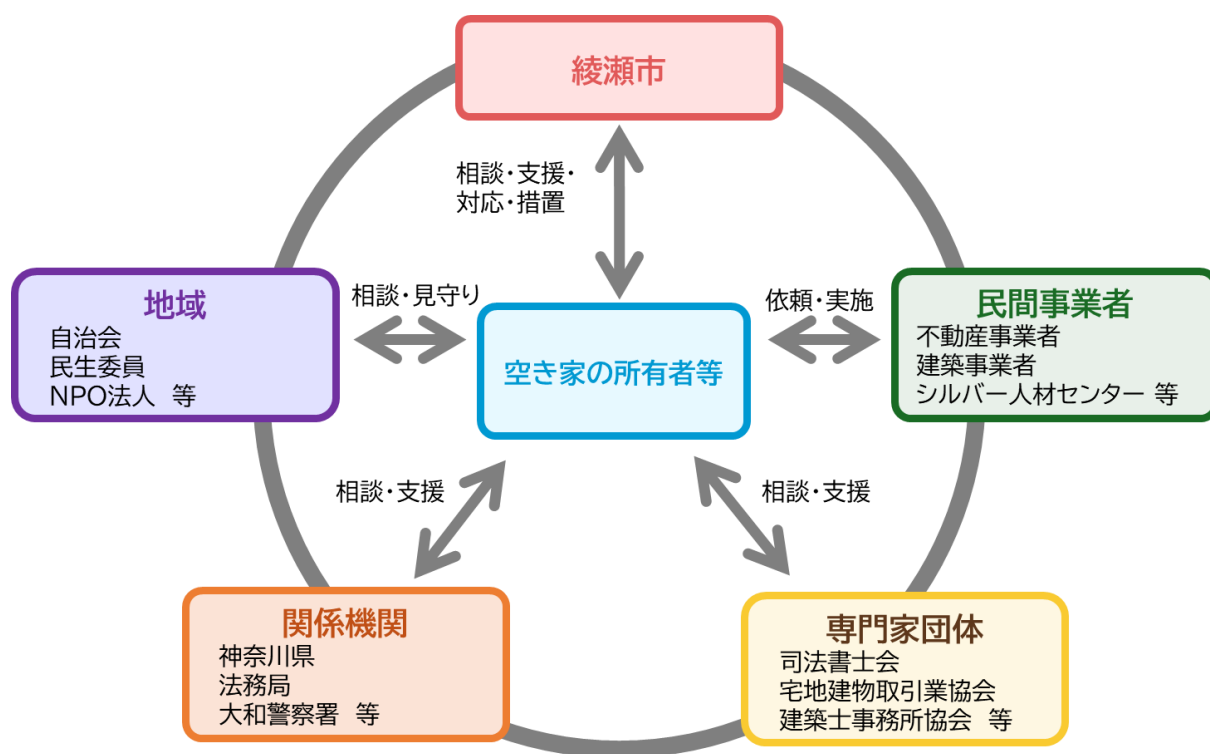 綾瀬市
相談・支援・
対応・措置
地域
自治会
民生委員
NPO法人 等
相談・見守り
空き家の所有者等
依頼・実施
民間事業者
不動産事業者
建築事業者
シルバー人材センター 等
相談・支援
相談・支援
関係機関
神奈川県
法務局
大和警察署 等
専門家団体
司法書士会
宅地建物取引業協会
建築士事務所協会 等